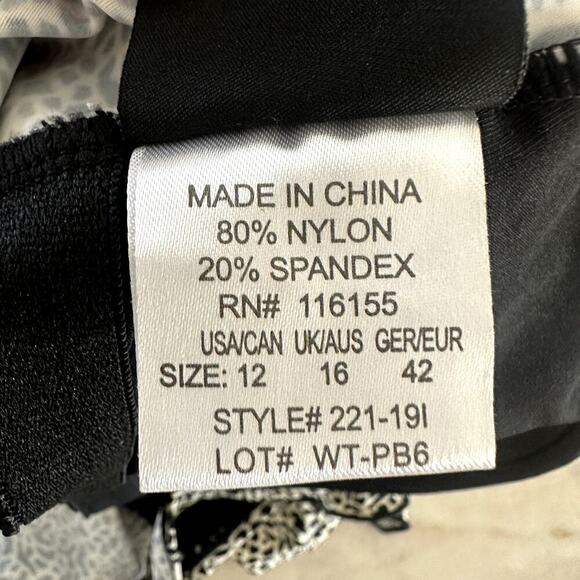 MADE IN CHINA
80% NYLON
20% SPANDEX
RN# 116155
USA/CAN UK/AUS GER/EUR
SIZE: 12 16 42
STYLE# 221-19I
LOT# WT-PB6